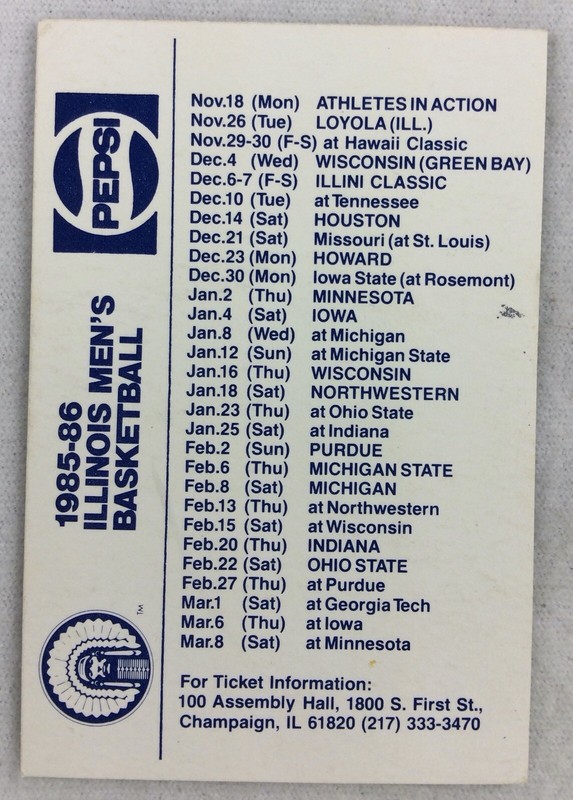 PEPSI
1985-86
ILLINOIS MEN'S
BASKETBALL
TM
Nov.18 (Mon) ATHLETES IN ACTION
Nov.26 (Tue) LOYOLA (ILL.)
Nov.29-30 (F-S) at Hawaii Classic
Dec.4 (Wed) WISCONSIN (GREEN BAY)
Dec.6-7 (F-S) ILLINI CLASSIC
Dec.10 (Tue) at Tennessee
Dec.14 (Sat) HOUSTON
Dec.21 (Sat) Missouri (at St. Louis)
Dec.23 (Mon) HOWARD
Dec.30 (Mon) Iowa State (at Rosemont)
Jan.2 (Thu) MINNESOTA
Jan.4 (Sat) IOWA
Jan.8 (Wed) at Michigan
Jan.12 (Sun) at Michigan State
Jan.16 (Thu) WISCONSIN
Jan.18 (Sat) NORTHWESTERN
Jan.23 (Thu) at Ohio State
Jan.25 (Sat) at Indiana
Feb.2 (Sun) PURDUE
Feb.6 (Thu) MICHIGAN STATE
Feb.8 (Sat) MICHIGAN
Feb.13 (Thu) at Northwestern
Feb.15 (Sat) at Wisconsin
Feb.20 (Thu) INDIANA
Feb.22 (Sat) OHIO STATE
Feb.27 (Thu) at Purdue
Mar.1 (Sat) at Georgia Tech
Mar.6 (Thu) at Iowa
Mar.8 (Sat) at Minnesota
For Ticket Information:
100 Assembly Hall, 1800 S. First St.,
Champaign, IL 61820 (217) 333-3470